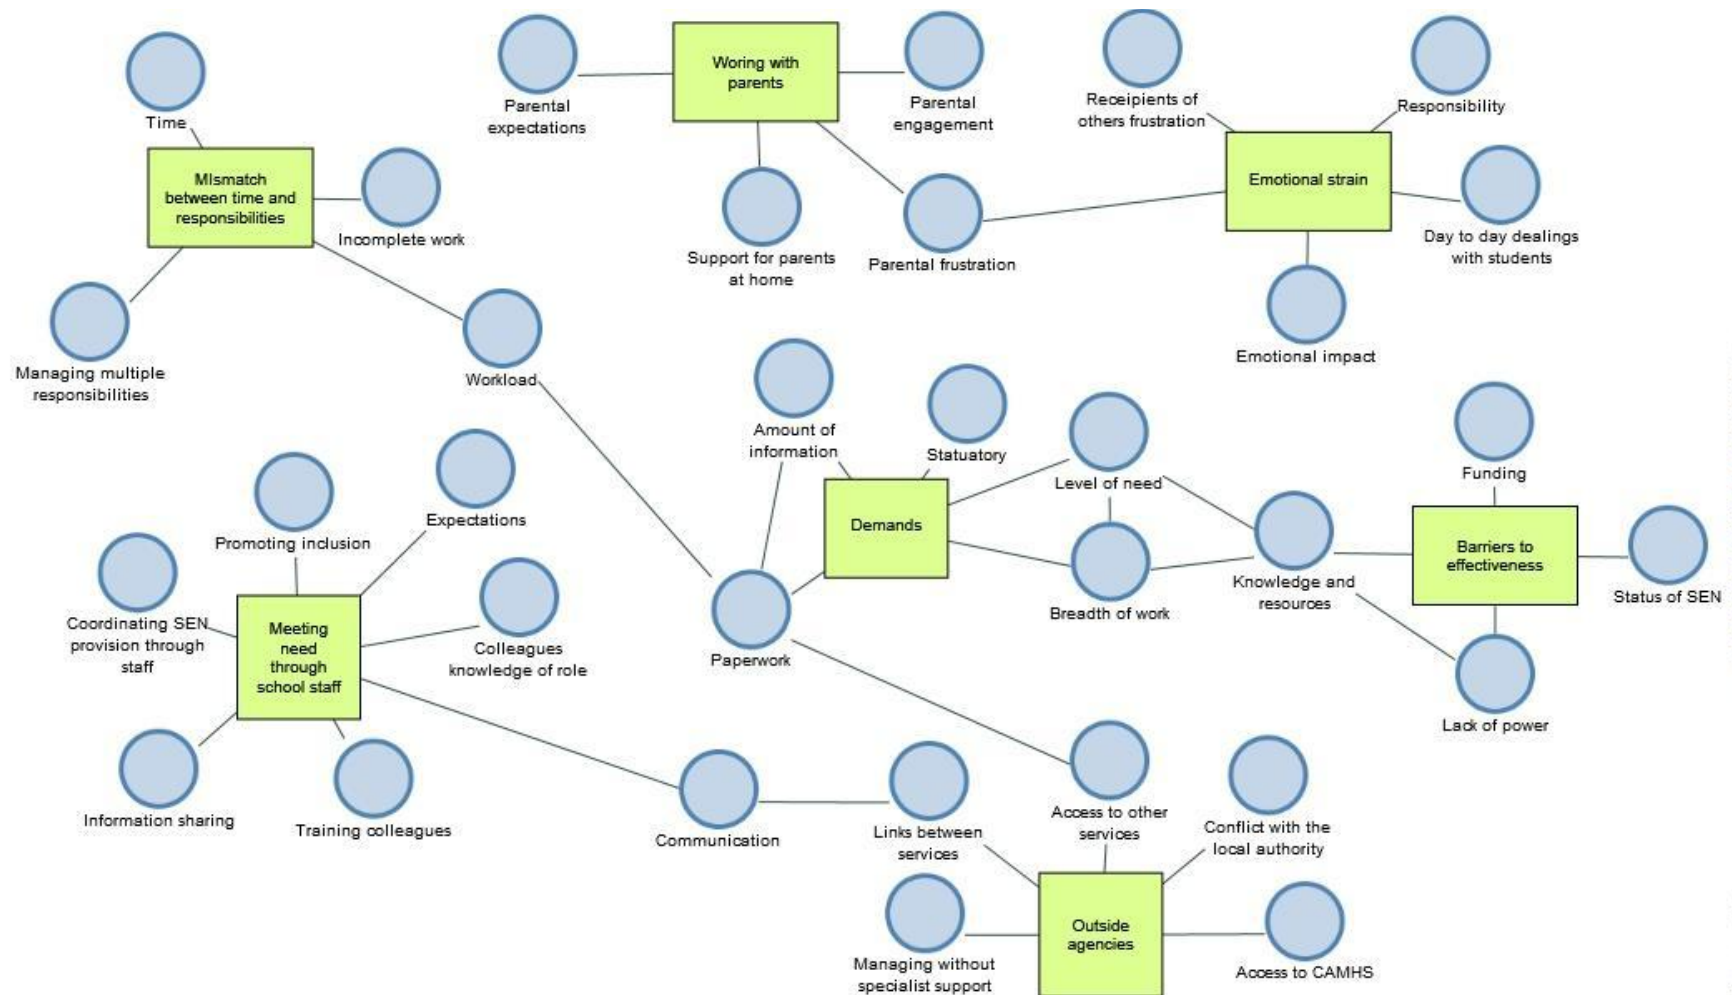 Time
MIsmatch
between time and
responsibilities
Incomplete work
Managing multiple
responsibilities
Workload
Parental
expectations
Woring with
parents
Parental
engagement
Support for parents
at home
Parental frustration
Receipients of
others frustration
Responsibility
Emotional strain
Day to day dealings
with students
Emotional impact
Amount of
information
Statuatory
Level of need
Demands
Breadth of work
Paperwork
Knowledge and
resources
Funding
Barriers to
effectiveness
Status of SEN
Lack of power
Promoting inclusion
Expectations
Coordinating SEN
provision through
staff
Meeting
need
through
school staff
Colleagues
knowledge of role
Information sharing
Training colleagues
Communication
Links between
services
Access to other
services
Conflict with the
local authority
Outside
agencies
Managing without
specialist support
Access to CAMHS